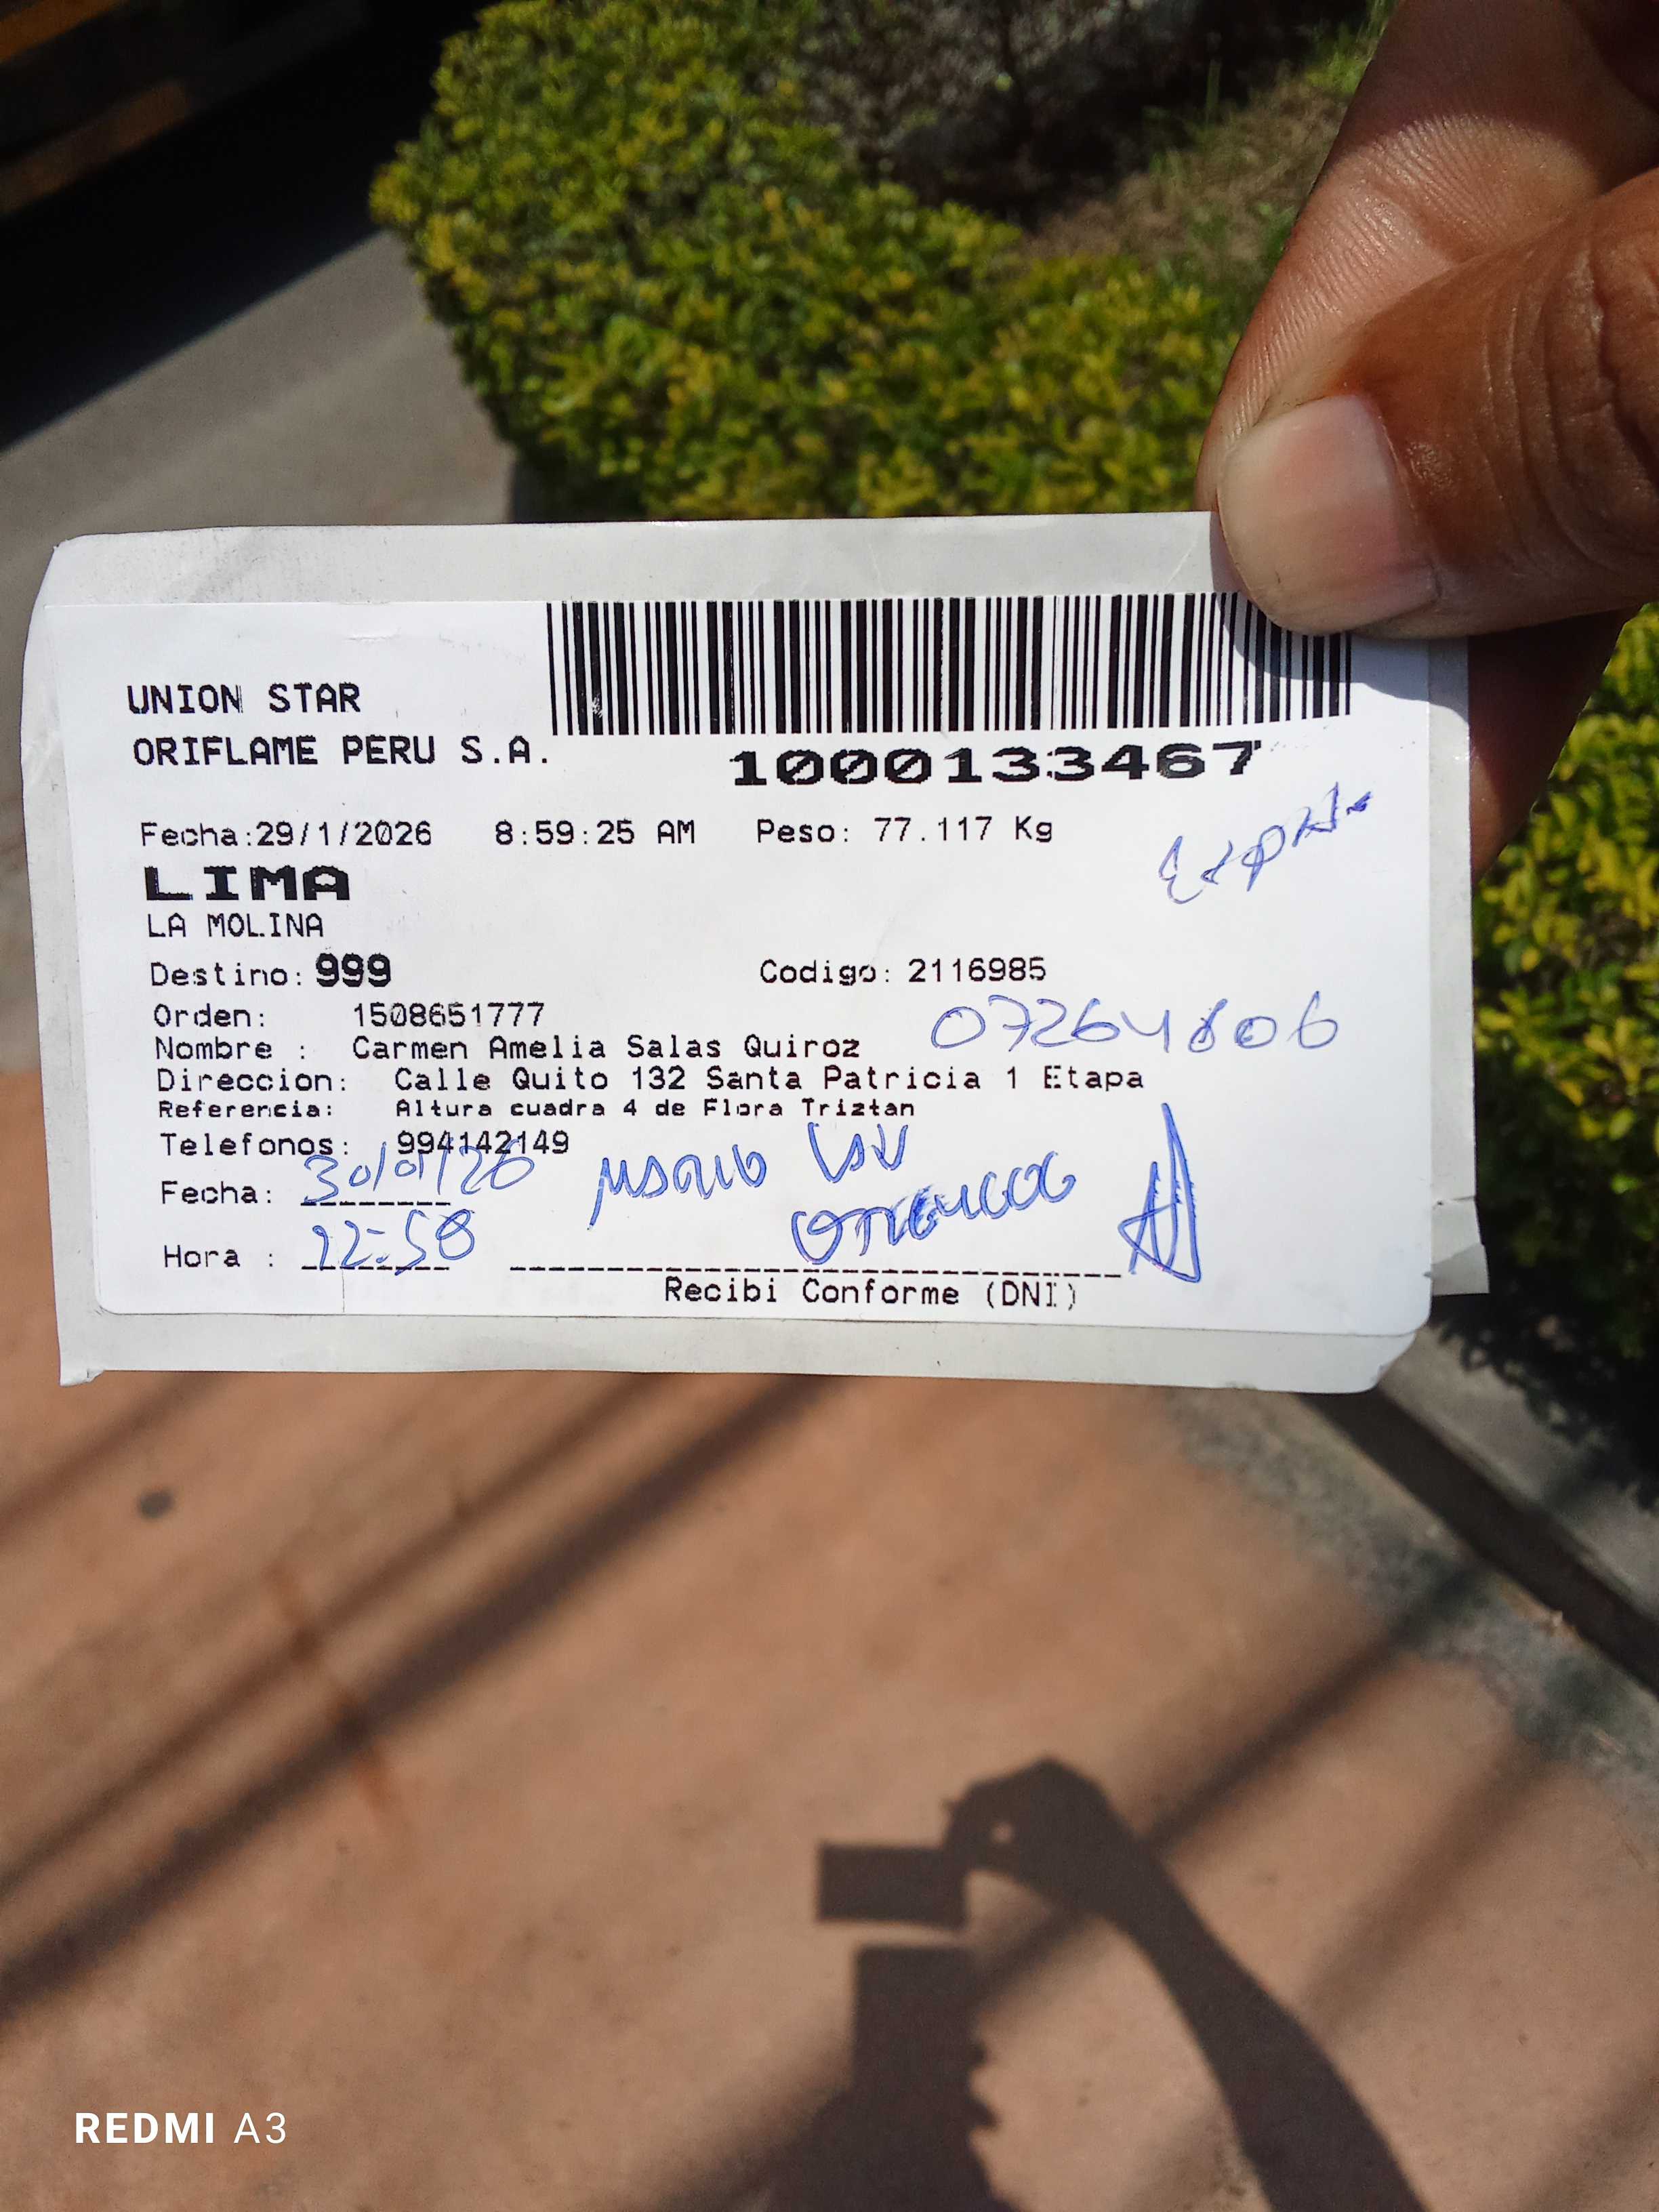 UNION STAR
ORIFLAME PERU S.A.
1000133467
Fecha:29/1/2026 8:59:25 AM Peso: 77.117 Kg
LIMA
LA MOLINA
Destino: 999 Codigo: 2116985
Orden: 1508651777
07264806
Nombre : Carmen Amelia Salas Quiroz
Direccion: Calle Quito 132 Santa Patricia 1 Etapa
Referencia: Altura cuadra 4 de Flora Triztan
Telefonos: 994142149
Fecha: 30/01/26
Hora : 12:58
Recibi Conforme (DNI)
REDMI A3